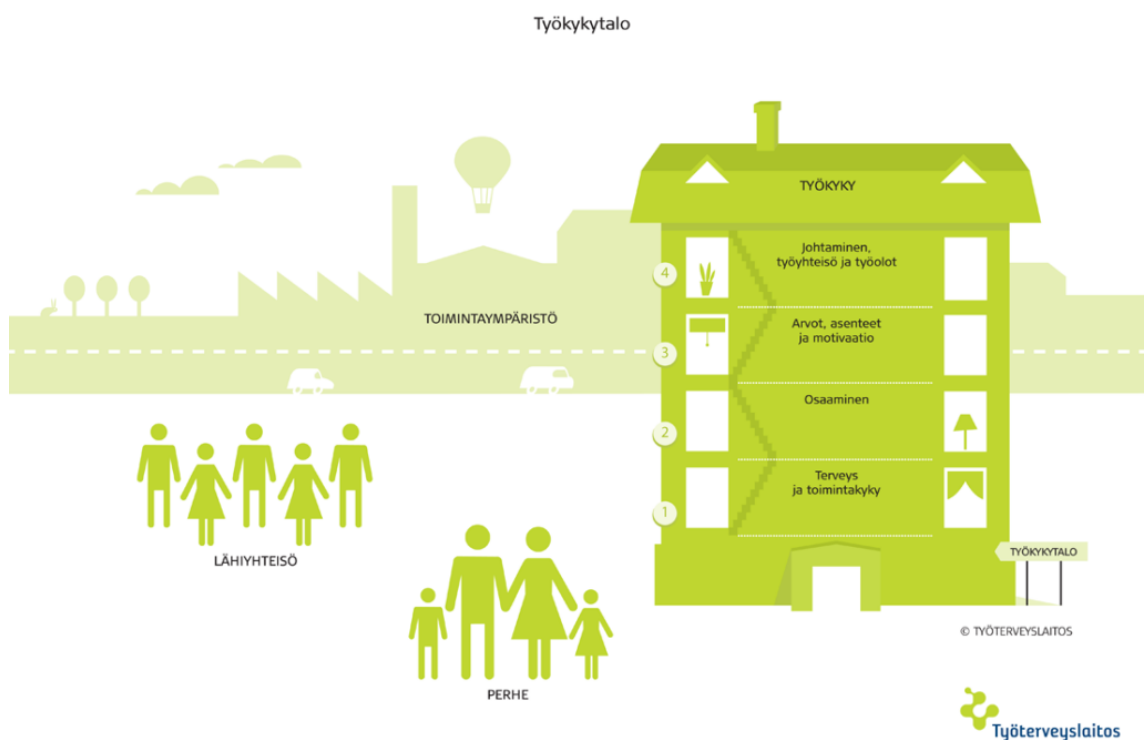 Työkykytalo
TYÖKYKY
4
Johtaminen,
työyhteisö ja työolot
TOIMINTAYMPÄRISTÖ
3
Arvot, asenteet
ja motivaatio
2
Osaaminen
1
Terveys
ja toimintakyky
LÄHIYHTEISÖ
TYÖKYKYTALO
PERHE
© TYÖTERVEYSLAITOS
Työterveyslaitos